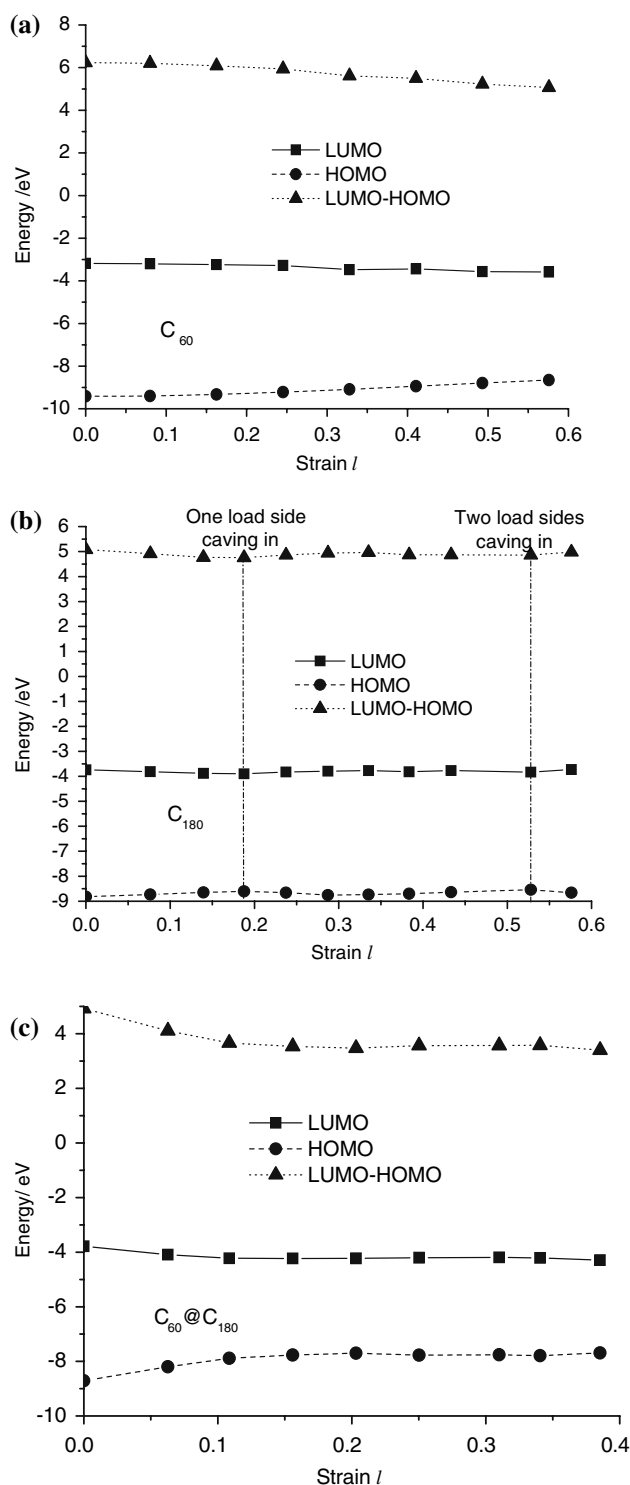 (a)
8
6
4
2
0
-2
-4
-6
-8
-10
Energy /eV
LUMO
HOMO
LUMO-HOMO
C60
0.0 0.1 0.2 0.3 0.4 0.5 0.6
Strain l
(b)
One load side
caving in
Two load sides
caving in
6
5
4
3
2
1
0
-1
-2
-3
-4
-5
-6
-7
-8
-9
Energy /eV
LUMO
HOMO
LUMO-HOMO
C180
0.0 0.1 0.2 0.3 0.4 0.5 0.6
Strain l
(c)
4
2
0
-2
-4
-6
-8
-10
Energy/ eV
LUMO
HOMO
LUMO-HOMO
C60@C180
0.0 0.1 0.2 0.3 0.4
Strain l